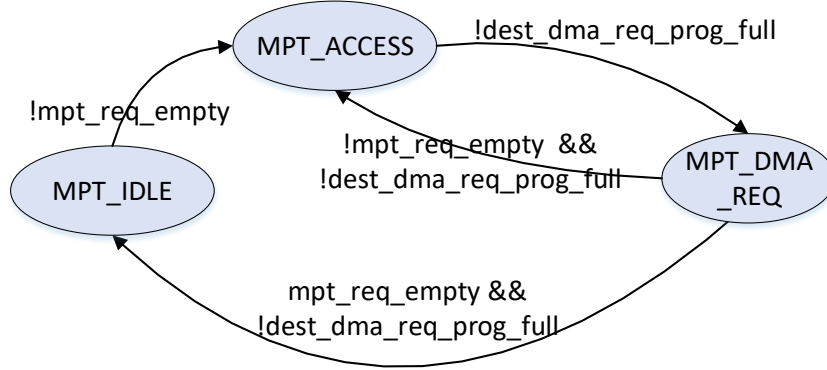 MPT_ACCESS
!dest_dma_req_prog_full
!mpt_req_empty
!mpt_req_empty  &&
!dest_dma_req_prog_full
MPT_DMA
_REQ
MPT_IDLE
mpt_req_empty &&
!dest_dma_req_prog_full